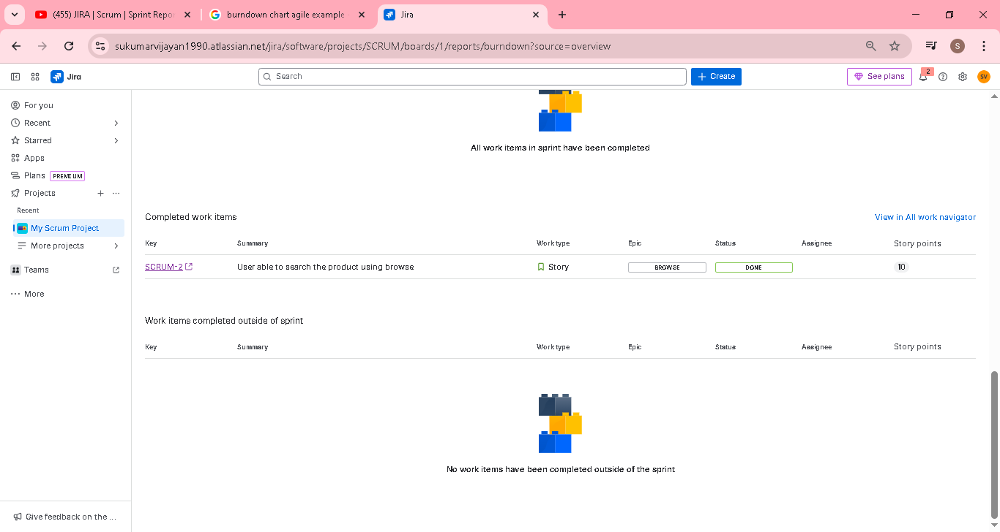 (455) JIRA | Scrum | Sprint Repo
burndown chart agile example
Jira
sukumarvijayan1990.atlassian.net/jira/software/projects/SCRUM/boards/1/reports/burndown?source=overview
S
Jira
Search
Create
See plans
2
SV
For you
Recent
Starred
Apps
Plans PREMIUM
Projects
Recent
My Scrum Project
More projects
Teams
More
Give feedback on the ...
All work items in sprint have been completed
Completed work items
View in All work navigator
Key Summary Work type Epic Status Assignee Story points
SCRUM-2 User able to search the product using browse Story BROWSE DONE 10
Work items completed outside of sprint
Key Summary Work type Epic Status Assignee Story points
No work items have been completed outside of the sprint